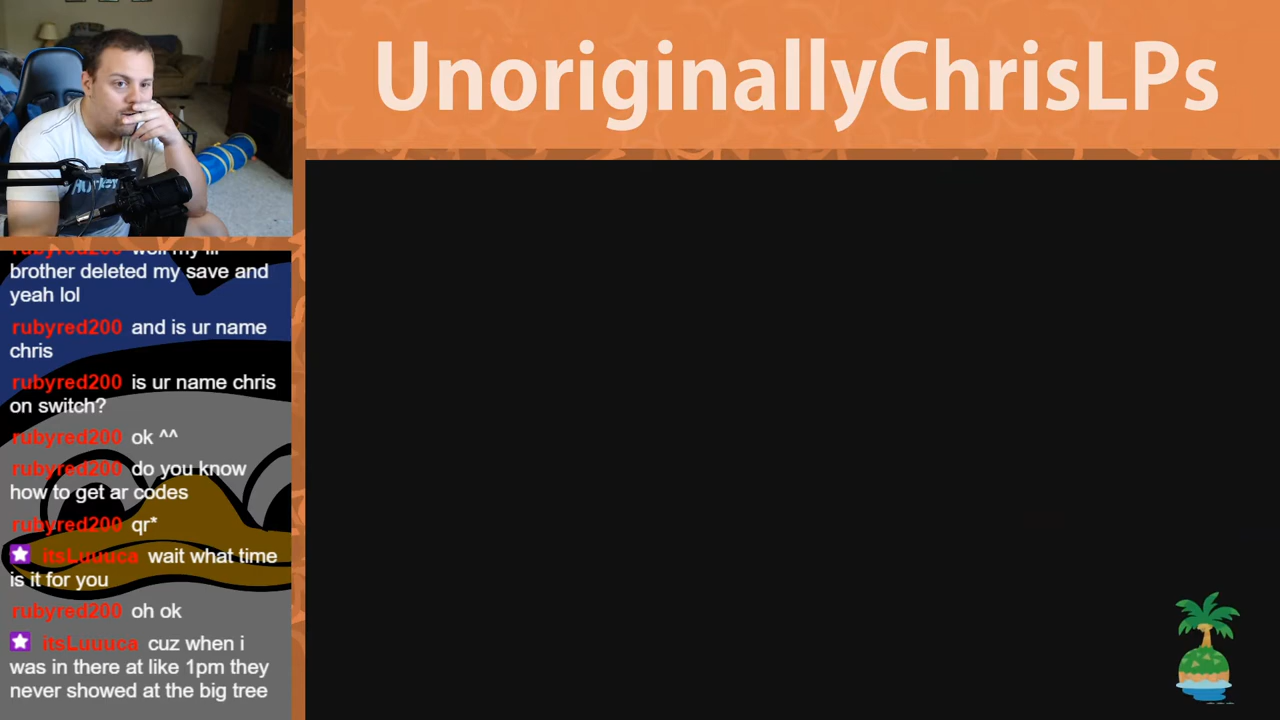 UnoriginallyChrisLPs
brother deleted my save and
yeah lol
rubyred200 and is ur name
chris
rubyred200 is ur name chris
on switch?
rubyred200 ok ^^
rubyred200 do you know
how to get ar codes
rubyred200 qr*
itsLuuuca wait what time
is it for you
rubyred200 oh ok
itsLuuuca cuz when i
was in there at like 1pm they
never showed at the big tree